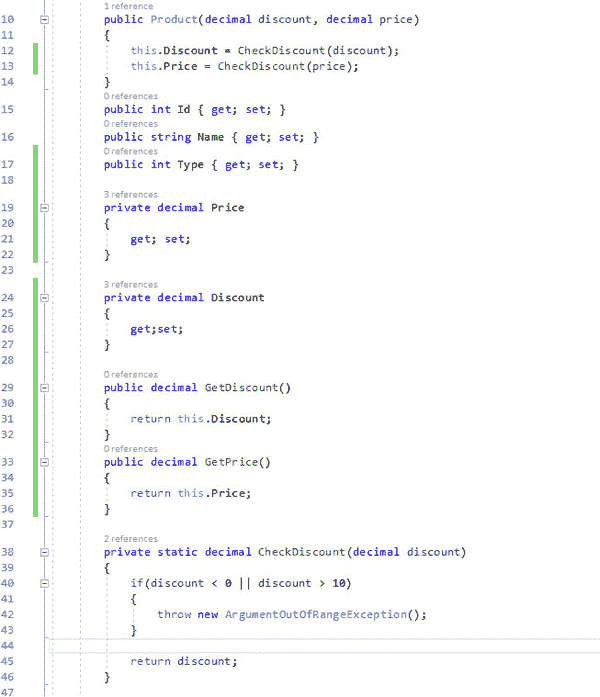 1 reference
10 public Product(decimal discount, decimal price)
11 {
12 this.Discount = CheckDiscount(discount);
13 this.Price = CheckDiscount(price);
14 }
0 references
15 public int Id { get; set; }
0 references
16 public string Name { get; set; }
0 references
17 public int Type { get; set; }
18
3 references
19 private decimal Price
20 {
21 get; set;
22 }
23
3 references
24 private decimal Discount
25 {
26 get;set;
27 }
28
0 references
29 public decimal GetDiscount()
30 {
31 return this.Discount;
32 }
0 references
33 public decimal GetPrice()
34 {
35 return this.Price;
36 }
37
2 references
38 private static decimal CheckDiscount(decimal discount)
39 {
40 if(discount < 0 || discount > 10)
41 {
42 throw new ArgumentOutOfRangeException();
43 }
44
45 return discount;
46 }
47